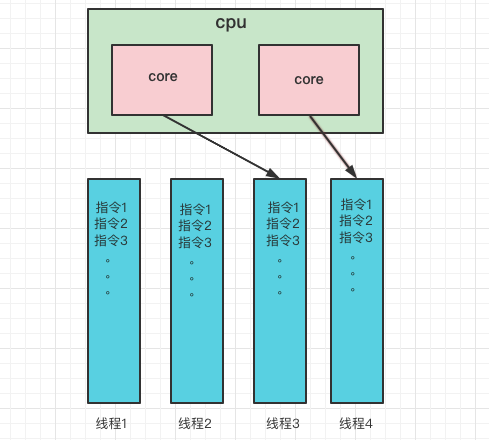 cpu
core
core
指令1
指令2
指令3
。
。
。
指令1
指令2
指令3
。
。
。
指令1
指令2
指令3
。
。
。
指令1
指令2
指令3
。
。
。
线程1
线程2
线程3
线程4